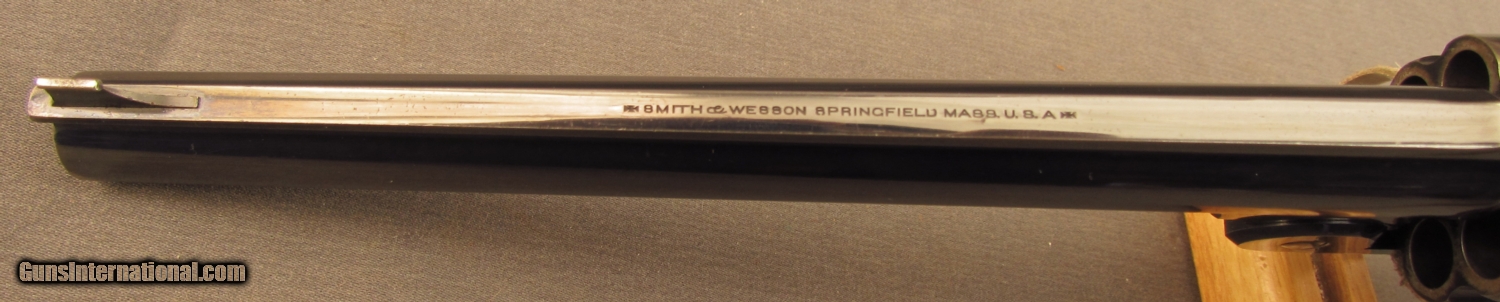 SMITH & WESSON SPRINGFIELD MASS. U.S.A
GunsInternational.com